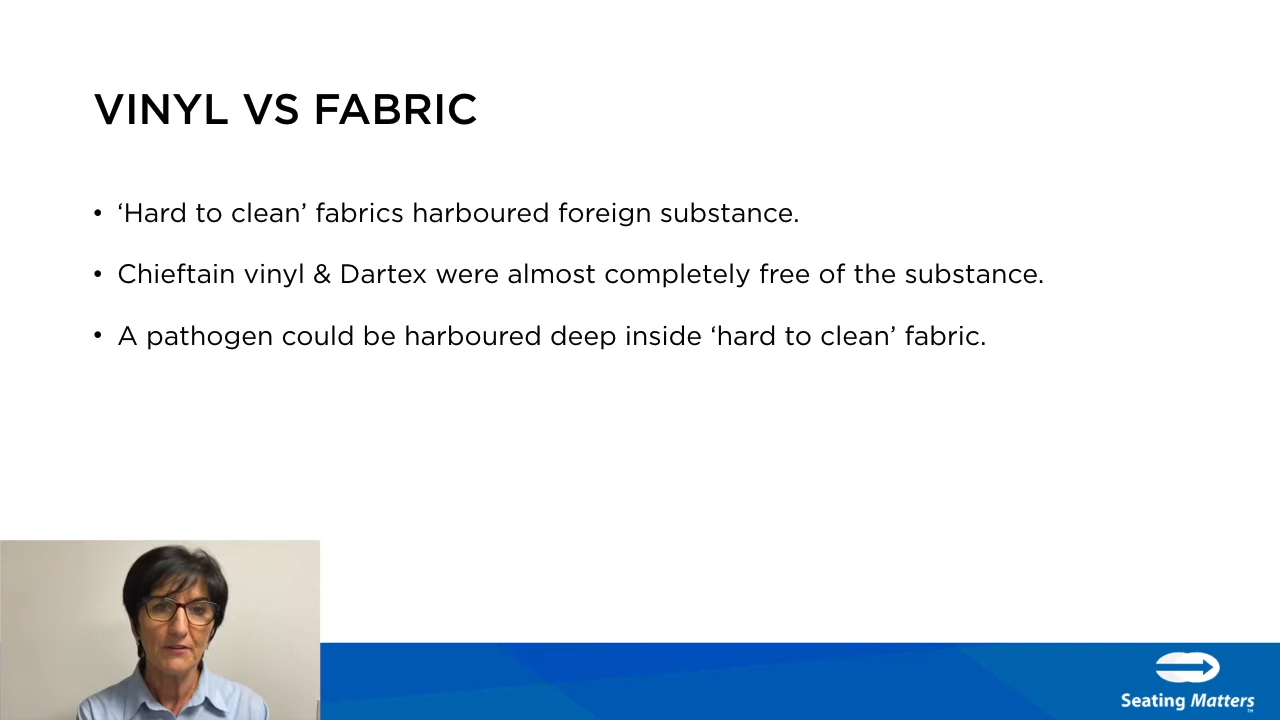 VINYL VS FABRIC
• ‘Hard to clean’ fabrics harboured foreign substance.
• Chieftain vinyl & Dartex were almost completely free of the substance.
• A pathogen could be harboured deep inside ‘hard to clean’ fabric.
Seating Matters
TM